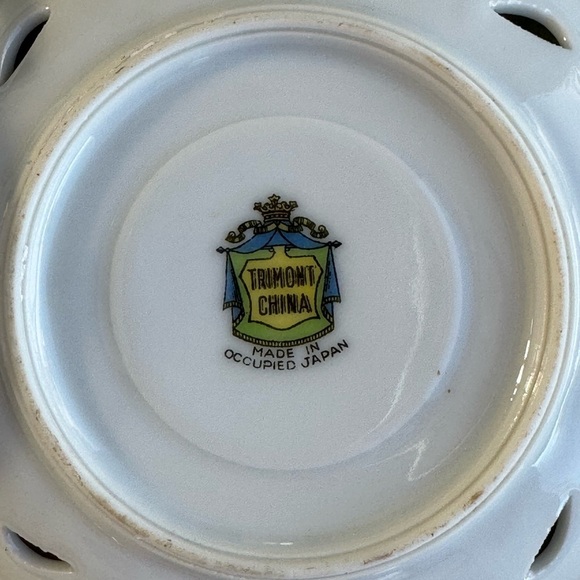 TRIMONT
CHINA
MADE IN
OCCUPIED JAPAN